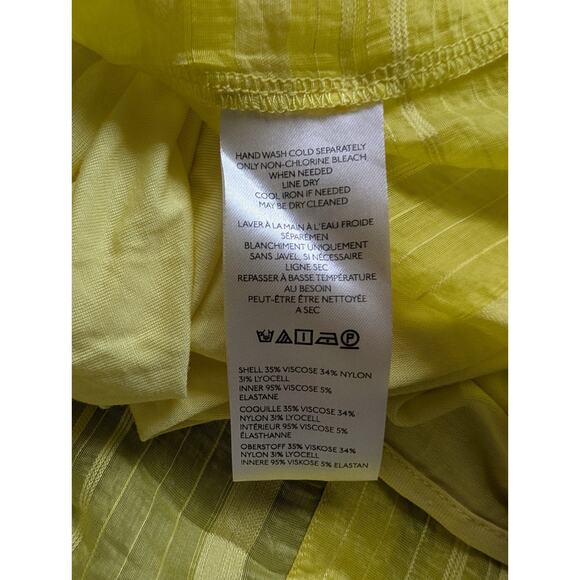 HAND WASH COLD SEPARATELY
ONLY NON-CHLORINE BLEACH
WHEN NEEDED
LINE DRY
COOL IRON IF NEEDED
MAY BE DRY CLEANED
LAVER À LA MAIN À L'EAU FROIDE
SÉPARÉMEN
BLANCHIMENT UNIQUEMENT
SANS JAVEL, SI NÉCESSAIRE
LIGNE SEC
REPASSER À BASSE TEMPÉRATURE
AU BESOIN
PEUT-ÊTRE ÊTRE NETTOYÉE
A SEC
P
SHELL 35% VISCOSE 34% NYLON
31% LYOCELL
INNER 95% VISCOSE 5%
ELASTANE
COQUILLE 35% VISCOSE 34%
NYLON 31% LYOCELL
INTÉRIEUR 95% VISCOSE 5%
ÉLASTHANNE
OBERSTOFF 35% VISKOSE 34%
NYLON 31% LYOCELL
INNERE 95% VISKOSE 5% ELASTAN